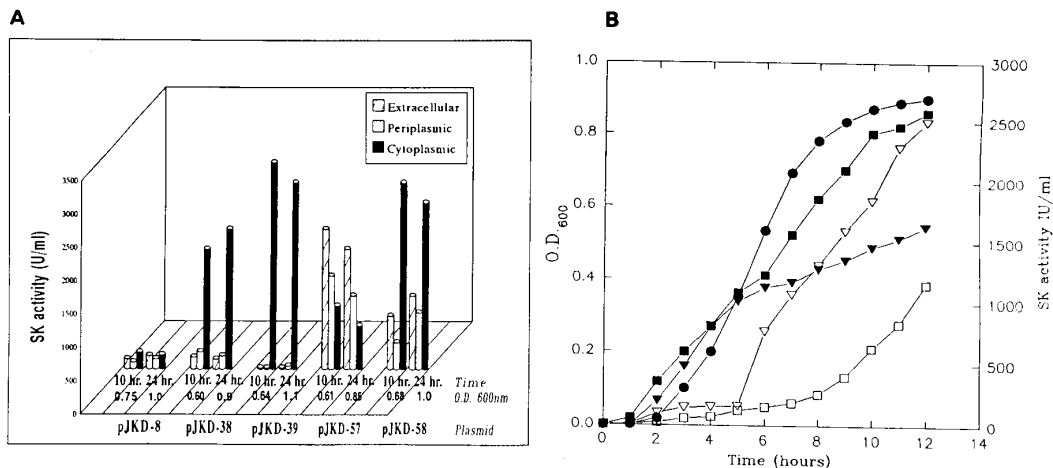 A
B
Extracellular
Periplasmic
Cytoplasmic
SK activity (U/ml)
3500
3000
2500
2000
1500
1000
500
0
10 hr. 24 hr. 10 hr. 24 hr. 10 hr. 24 hr. 10 hr. 24 hr. 10 hr. 24 hr. Time
0.75 1.0 0.60 0.9 0.64 1.1 0.61 0.85 0.68 1.0 O.D. 600nm
pJKD-8 pJKD-38 pJKD-39 pJKD-57 pJKD-58 Plasmid
O.D.600
1.0
0.8
0.6
0.4
0.2
0.0
SK activity IU/ml
3000
2500
2000
1500
1000
500
0
0 2 4 6 8 10 12 14
Time (hours)